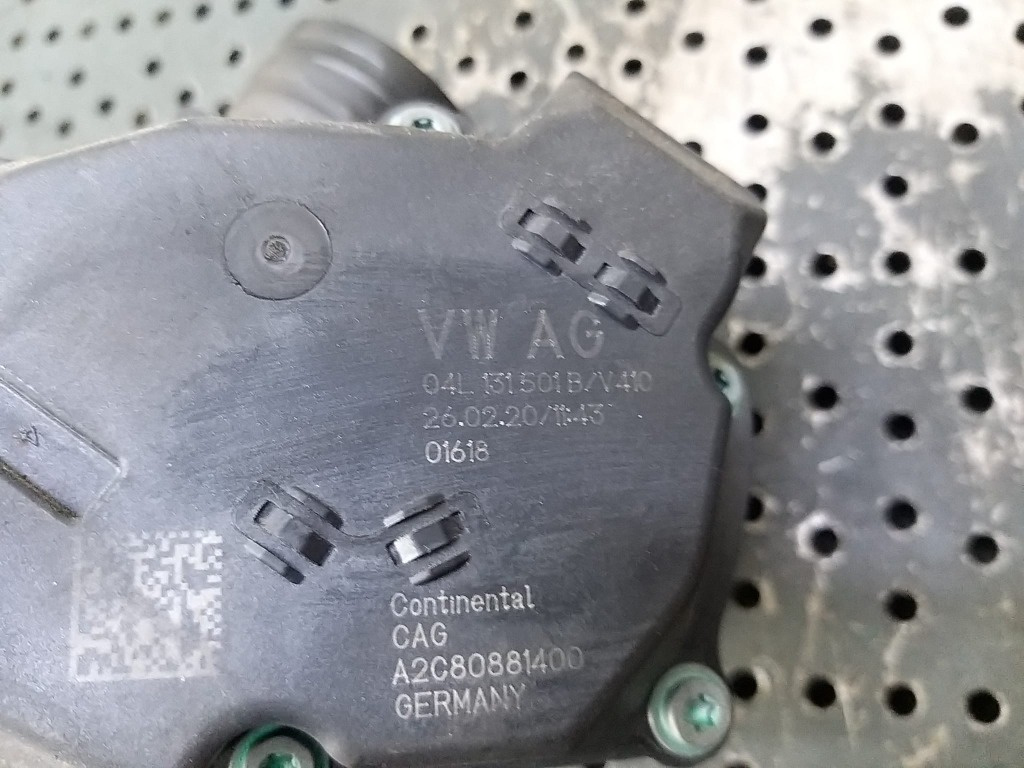 VW AG
04L 131 501 B/V410
26.02.20/11:43
01618
Continental
CAG
A2C80881400
GERMANY